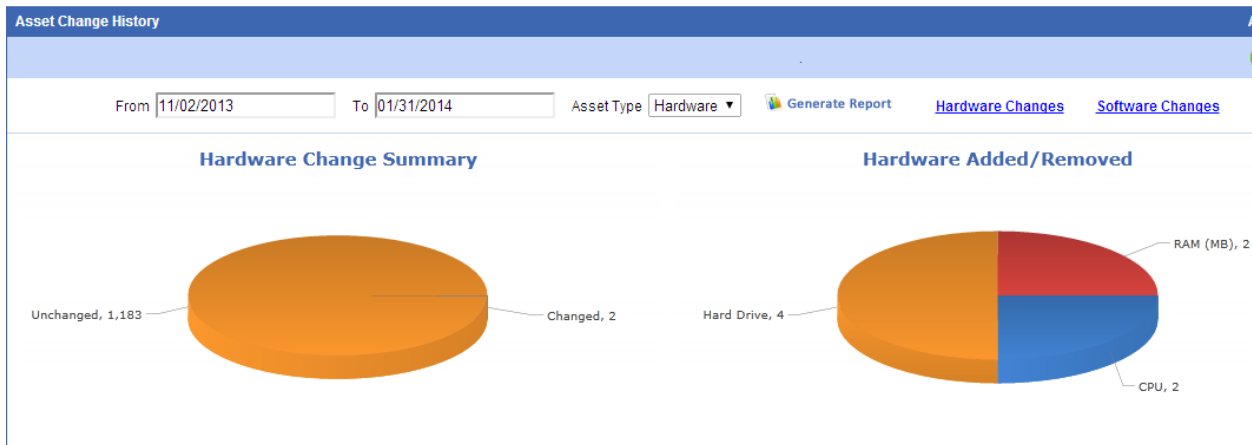 Asset Change History
From 11/02/2013 To 01/31/2014 Asset Type Hardware Generate Report Hardware Changes Software Changes
Hardware Change Summary
Unchanged, 1,183
Changed, 2
Hardware Added/Removed
RAM (MB), 2
Hard Drive, 4
CPU, 2